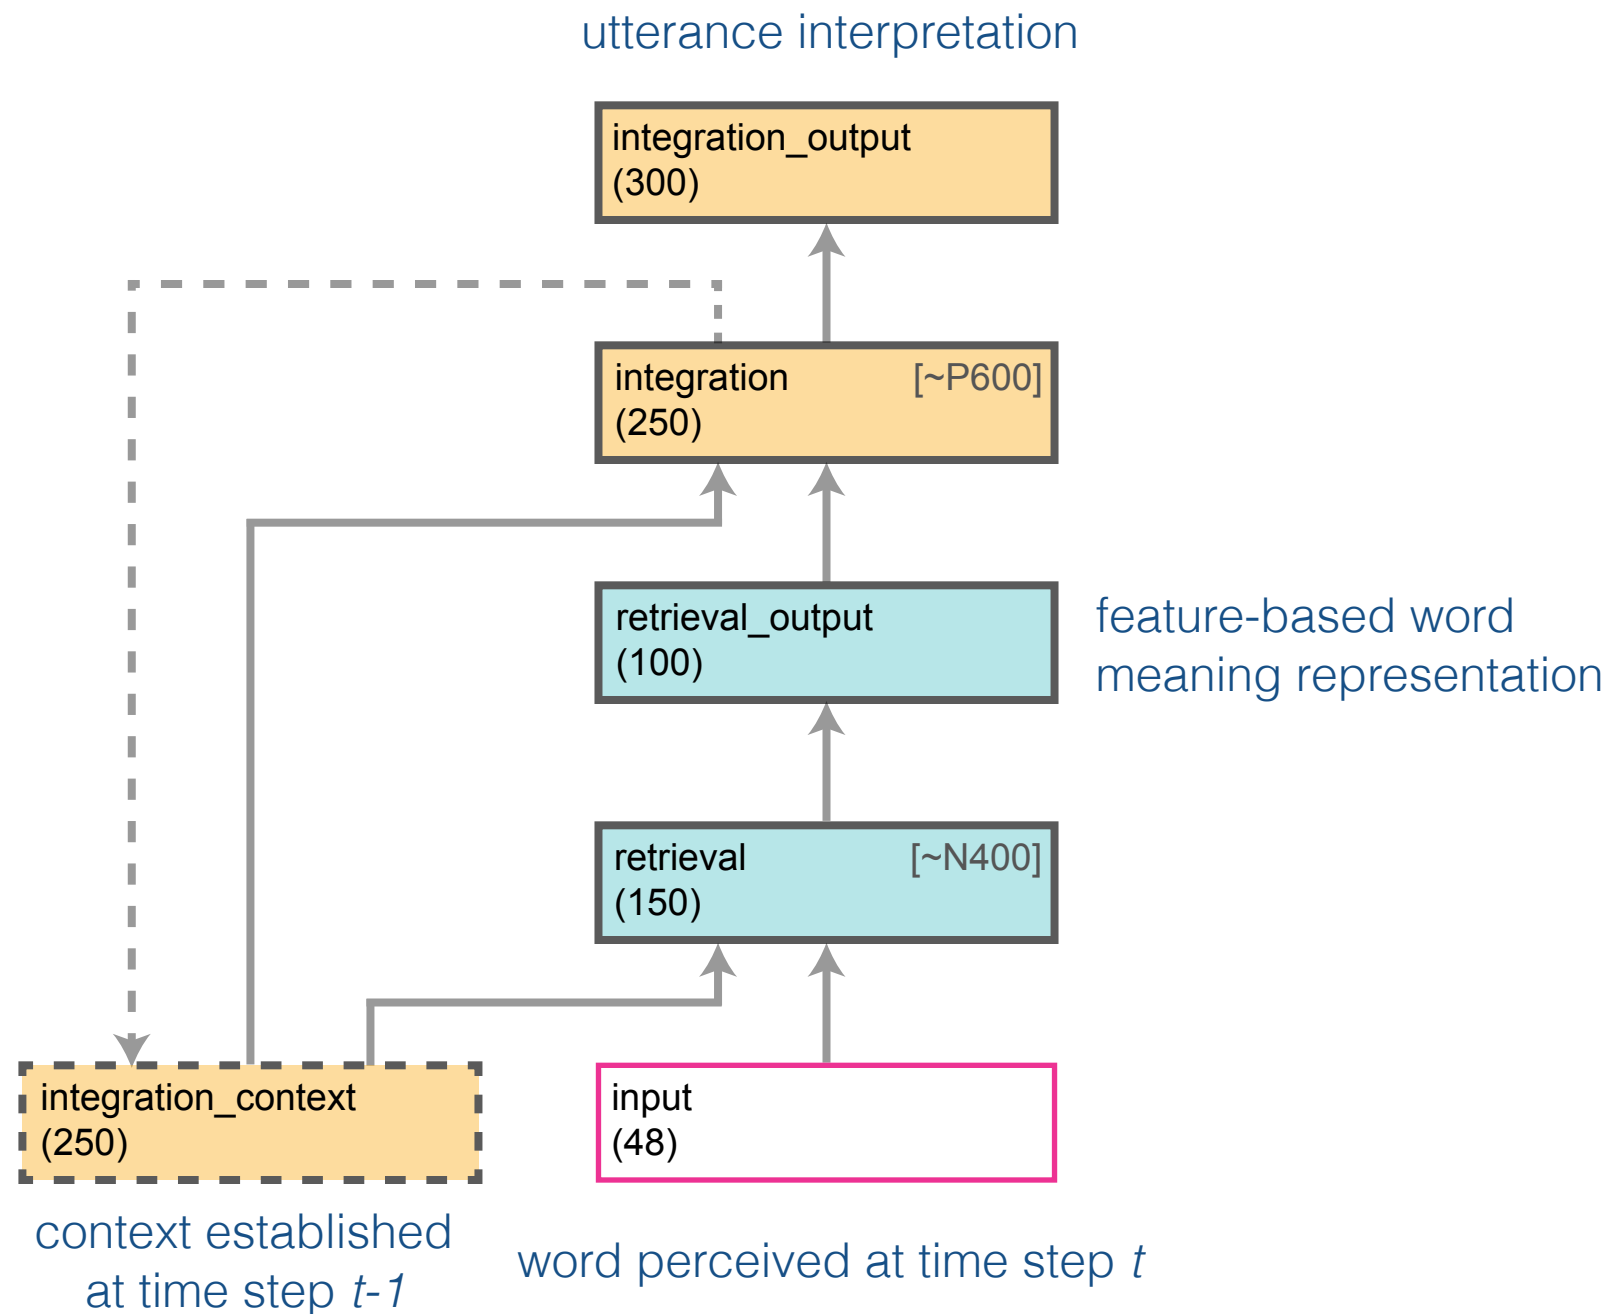 utterance interpretation
integration_output
(300)
integration [~P600]
(250)
retrieval_output
(100)
feature-based word
meaning representation
retrieval [~N400]
(150)
integration_context
(250)
input
(48)
context established
at time step t-1
word perceived at time step t